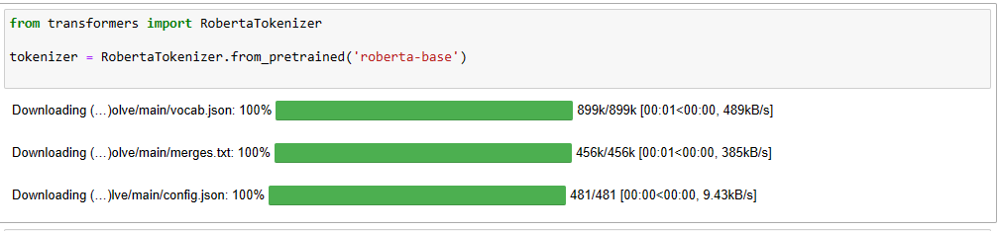 from transformers import RobertaTokenizer
tokenizer = RobertaTokenizer.from_pretrained('roberta-base')
Downloading (…)olve/main/vocab.json: 100% 899k/899k [00:01<00:00, 489kB/s]
Downloading (…)olve/main/merges.txt: 100% 456k/456k [00:01<00:00, 385kB/s]
Downloading (…)lve/main/config.json: 100% 481/481 [00:00<00:00, 9.43kB/s]